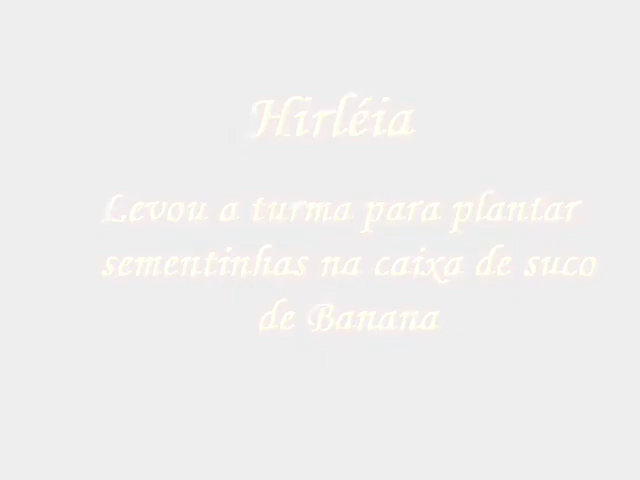 Hirléia
Levou a turma para plantar
sementinhas na caixa de suco
de Banana